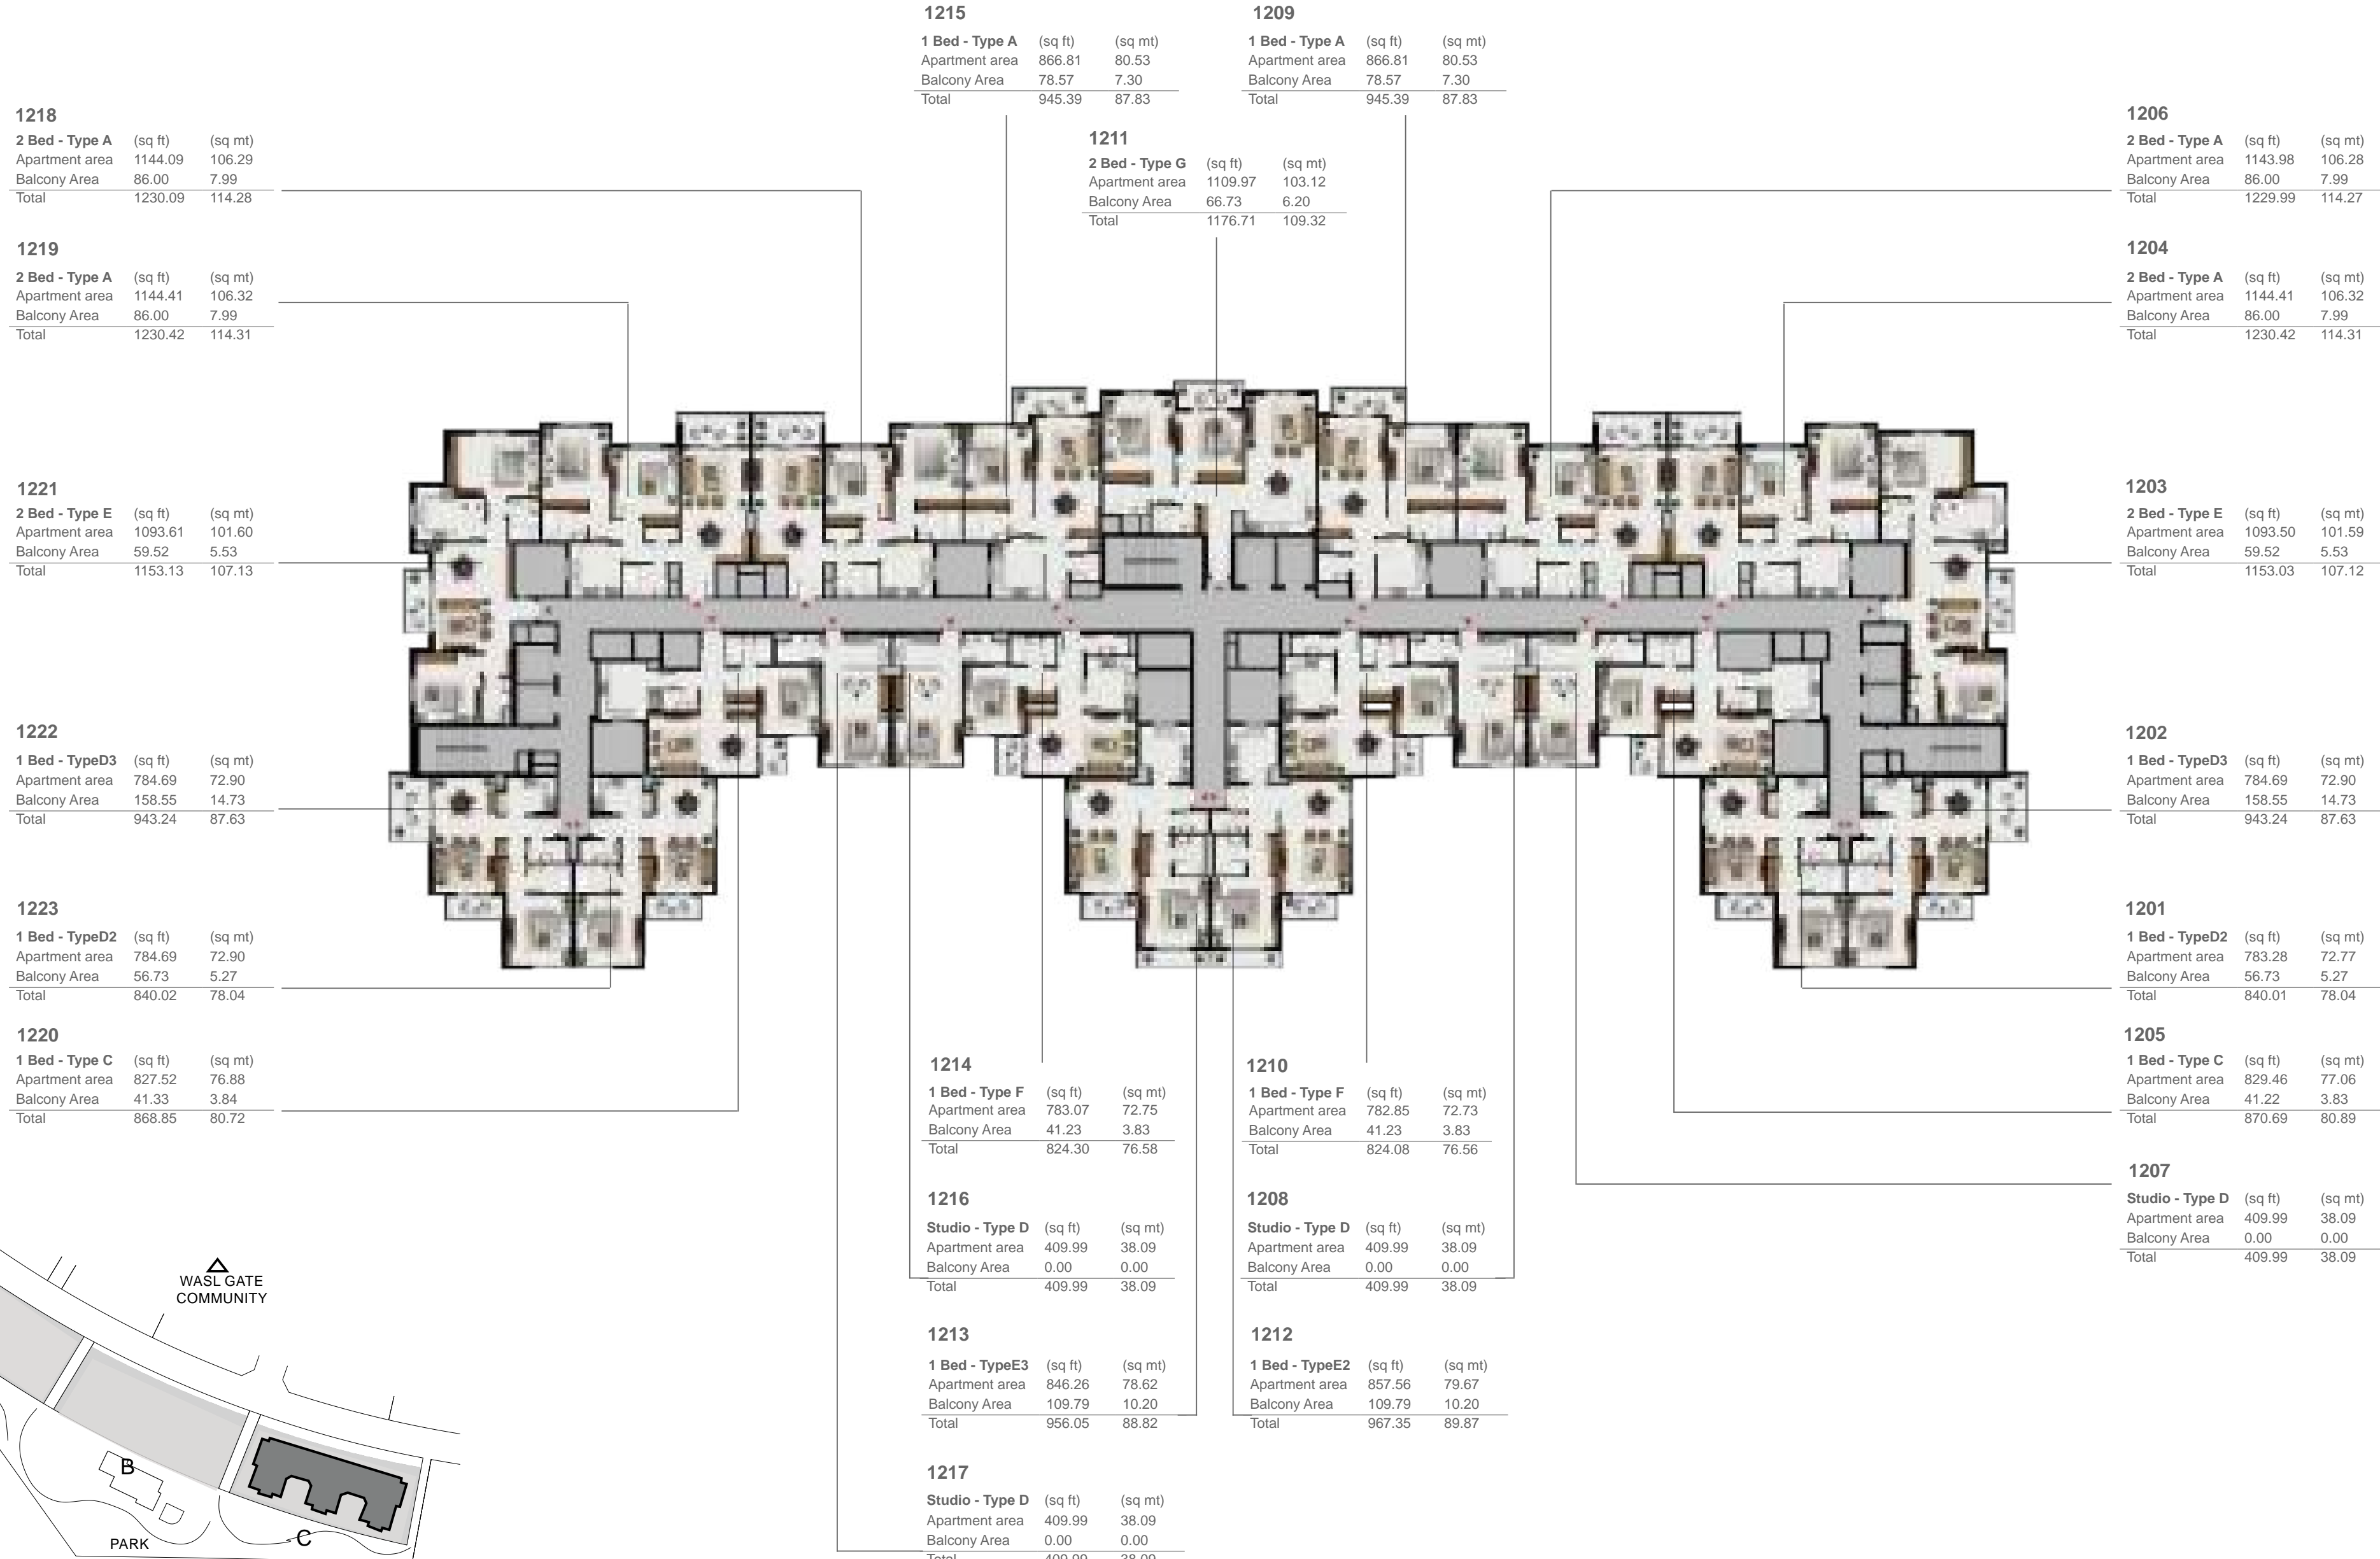 1215
1 Bed - Type A (sq ft) (sq mt)
Apartment area 866.81 80.53
Balcony Area 78.57 7.30
Total 945.39 87.83
1209
1 Bed - Type A (sq ft) (sq mt)
Apartment area 866.81 80.53
Balcony Area 78.57 7.30
Total 945.39 87.83
1211
2 Bed - Type G (sq ft) (sq mt)
Apartment area 1109.97 103.12
Balcony Area 66.73 6.20
Total 1176.71 109.32
1218
2 Bed - Type A (sq ft) (sq mt)
Apartment area 1144.09 106.29
Balcony Area 86.00 7.99
Total 1230.09 114.28
1219
2 Bed - Type A (sq ft) (sq mt)
Apartment area 1144.41 106.32
Balcony Area 86.00 7.99
Total 1230.42 114.31
1221
2 Bed - Type E (sq ft) (sq mt)
Apartment area 1093.61 101.60
Balcony Area 59.52 5.53
Total 1153.13 107.13
1222
1 Bed - TypeD3 (sq ft) (sq mt)
Apartment area 784.69 72.90
Balcony Area 158.55 14.73
Total 943.24 87.63
1223
1 Bed - TypeD2 (sq ft) (sq mt)
Apartment area 784.69 72.90
Balcony Area 56.73 5.27
Total 840.02 78.04
1220
1 Bed - Type C (sq ft) (sq mt)
Apartment area 827.52 76.88
Balcony Area 41.33 3.84
Total 868.85 80.72
1206
2 Bed - Type A (sq ft) (sq mt)
Apartment area 1143.98 106.28
Balcony Area 86.00 7.99
Total 1229.99 114.27
1204
2 Bed - Type A (sq ft) (sq mt)
Apartment area 1144.41 106.32
Balcony Area 86.00 7.99
Total 1230.42 114.31
1203
2 Bed - Type E (sq ft) (sq mt)
Apartment area 1093.50 101.59
Balcony Area 59.52 5.53
Total 1153.03 107.12
1202
1 Bed - TypeD3 (sq ft) (sq mt)
Apartment area 784.69 72.90
Balcony Area 158.55 14.73
Total 943.24 87.63
1201
1 Bed - TypeD2 (sq ft) (sq mt)
Apartment area 783.28 72.77
Balcony Area 56.73 5.27
Total 840.01 78.04
1205
1 Bed - Type C (sq ft) (sq mt)
Apartment area 829.46 77.06
Balcony Area 41.22 3.83
Total 870.69 80.89
1207
Studio - Type D (sq ft) (sq mt)
Apartment area 409.99 38.09
Balcony Area 0.00 0.00
Total 409.99 38.09
1214
1 Bed - Type F (sq ft) (sq mt)
Apartment area 783.07 72.75
Balcony Area 41.23 3.83
Total 824.30 76.58
1210
1 Bed - Type F (sq ft) (sq mt)
Apartment area 782.85 72.73
Balcony Area 41.23 3.83
Total 824.08 76.56
1216
Studio - Type D (sq ft) (sq mt)
Apartment area 409.99 38.09
Balcony Area 0.00 0.00
Total 409.99 38.09
1208
Studio - Type D (sq ft) (sq mt)
Apartment area 409.99 38.09
Balcony Area 0.00 0.00
Total 409.99 38.09
1213
1 Bed - TypeE3 (sq ft) (sq mt)
Apartment area 846.26 78.62
Balcony Area 109.79 10.20
Total 956.05 88.82
1212
1 Bed - TypeE2 (sq ft) (sq mt)
Apartment area 857.56 79.67
Balcony Area 109.79 10.20
Total 967.35 89.87
1217
Studio - Type D (sq ft) (sq mt)
Apartment area 409.99 38.09
Balcony Area 0.00 0.00
Total 409.99 38.09
WASL GATE
COMMUNITY
B
C
PARK